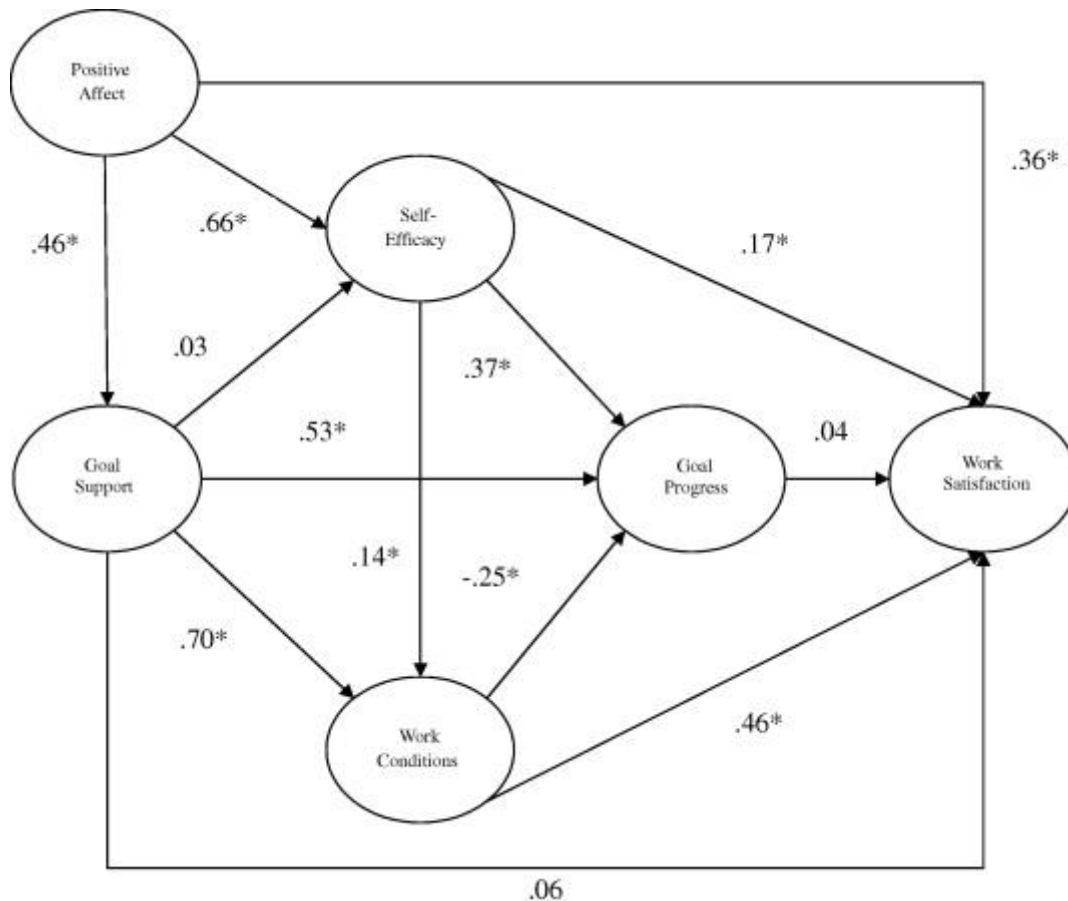 Positive
Affect
.36*
.66*
Self-
Efficacy
.46*
.17*
.03
.37*
.53*
.04
Goal
Support
Goal
Progress
Work
Satisfaction
.14*
-.25*
.70*
.46*
Work
Conditions
.06